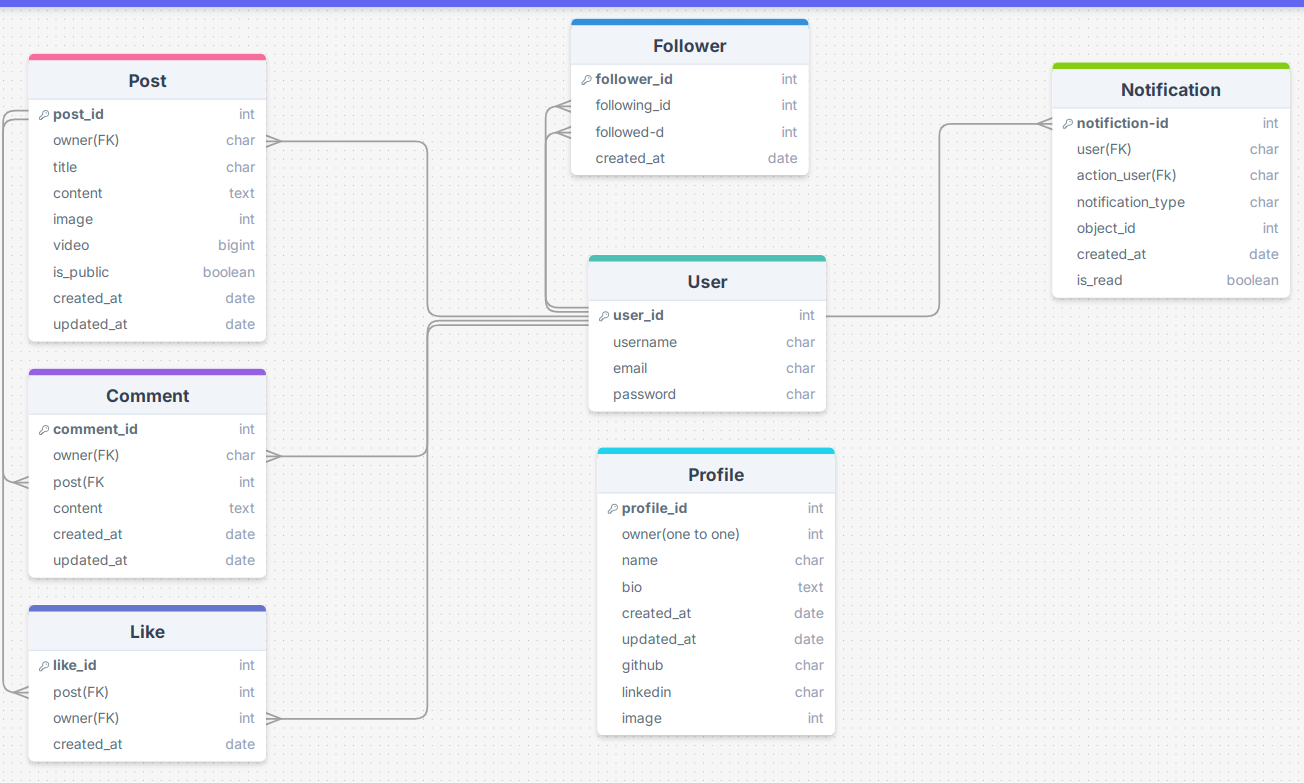 Post
post_id int
owner(FK) char
title char
content text
image int
video bigint
is_public boolean
created_at date
updated_at date
Comment
comment_id int
owner(FK) char
post(FK int
content text
created_at date
updated_at date
Like
like_id int
post(FK) int
owner(FK) int
created_at date
Follower
follower_id int
following_id int
followed-d int
created_at date
User
user_id int
username char
email char
password char
Profile
profile_id int
owner(one to one) int
name char
bio text
created_at date
updated_at date
github char
linkedin char
image int
Notification
notifiction-id int
user(FK) char
action_user(Fk) char
notification_type char
object_id int
created_at date
is_read boolean